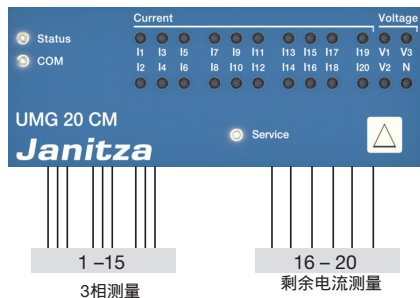 Current Voltage
Status
COM
I1 I3 I5 I7 I9 I11 I13 I15 I17 I19 V1 V3
I2 I4 I6 I8 I10 I12 I14 I16 I18 I20 V2 N
UMG 20 CM
Service
Janitza
1 –15
16 – 20
3相测量
剩余电流测量